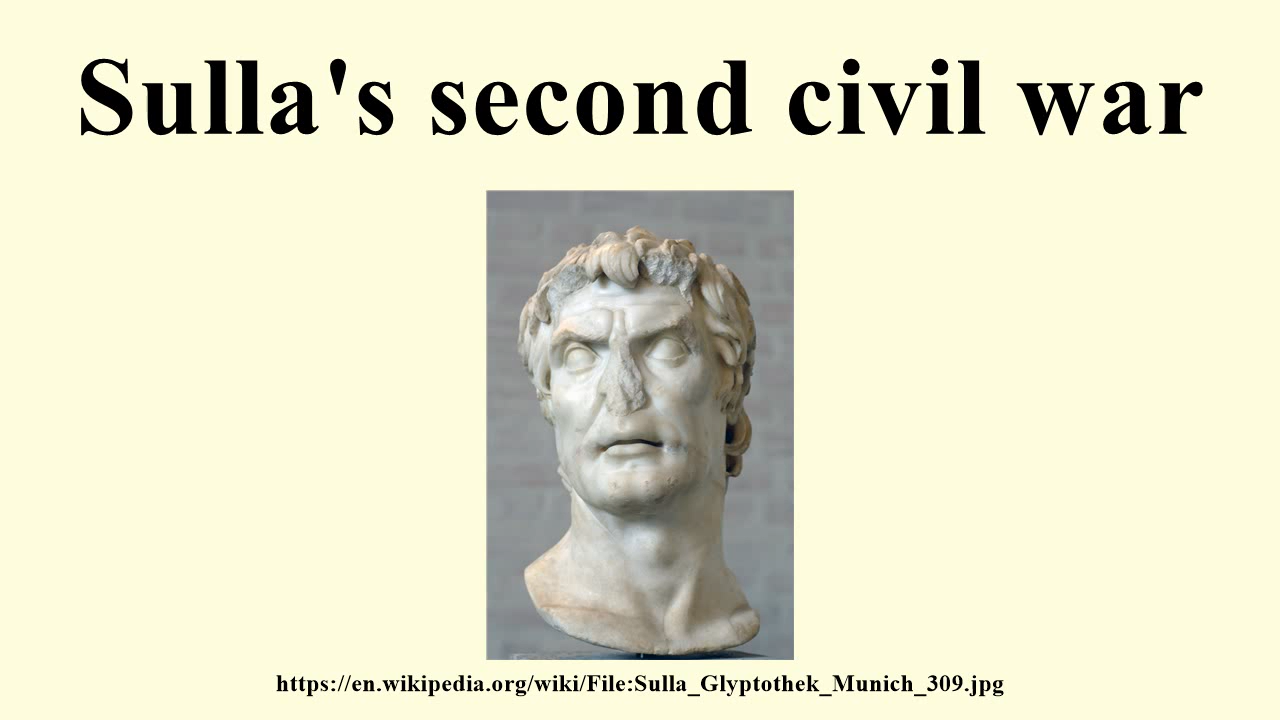 Sulla's second civil war
https://en.wikipedia.org/wiki/File:Sulla_Glyptothek_Munich_309.jpg